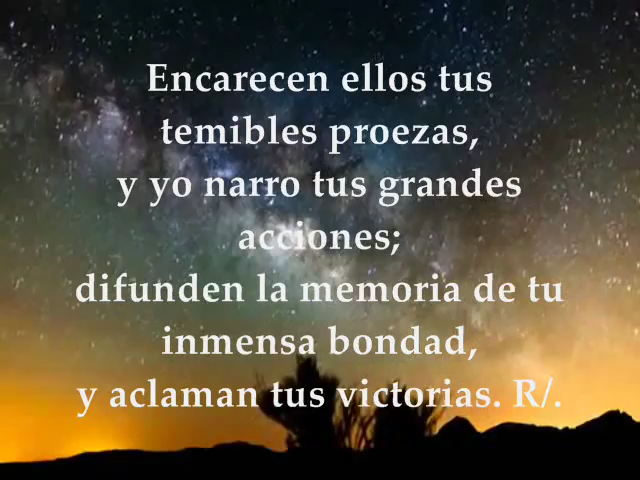 Encarecen ellos tus
temibles proezas,
y yo narro tus grandes
acciones;
difunden la memoria de tu
inmensa bondad,
y aclaman tus victorias. R/.